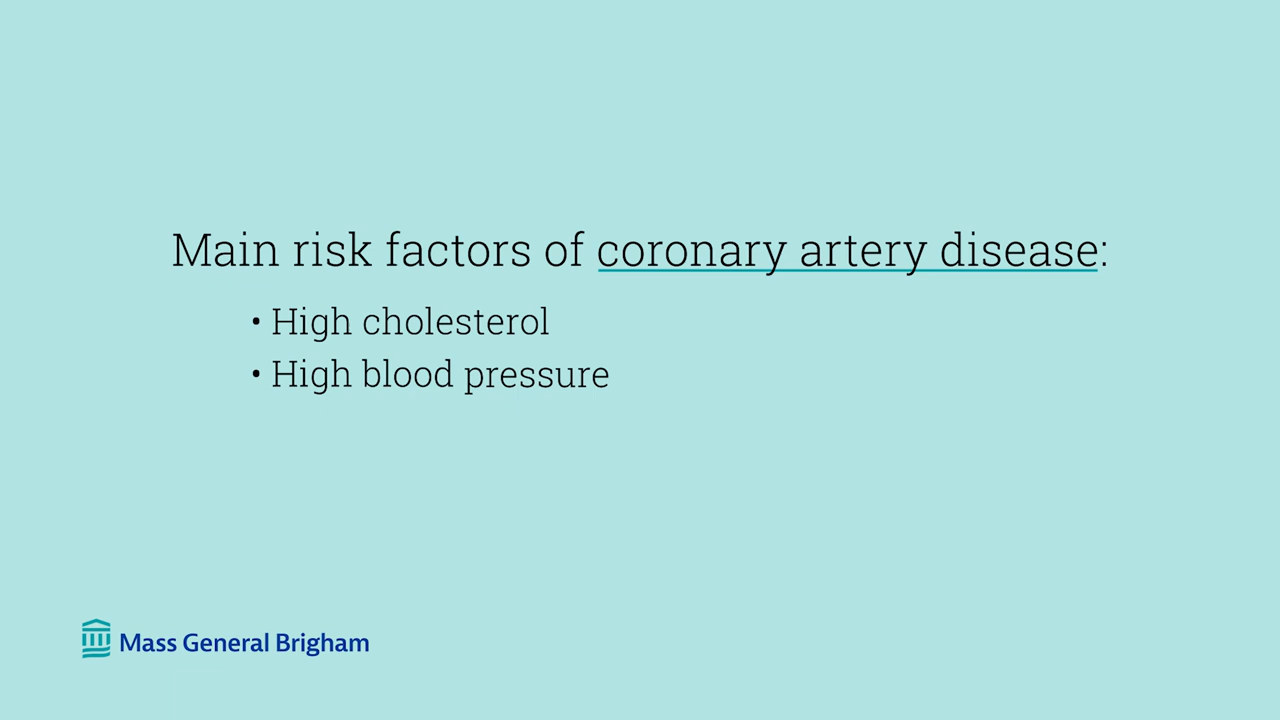 Main risk factors of coronary artery disease:
• High cholesterol
• High blood pressure
Mass General Brigham